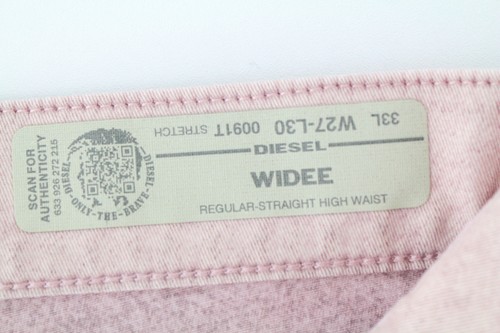 SCAN FOR
AUTHENTICITY
633 926 272 215
DIESEL
-ONLY-THE-BRAVE-
DIESEL
33L W27-L30 0091T STRETCH
DIESEL
WIDEE
REGULAR-STRAIGHT HIGH WAIST